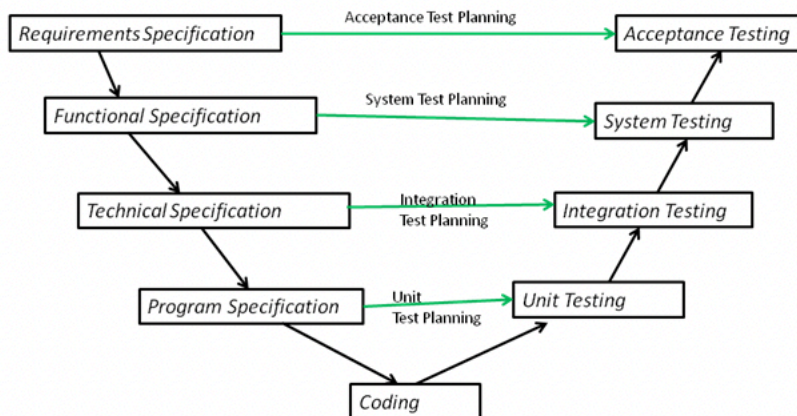 Acceptance Test Planning
Requirements Specification
Acceptance Testing
System Test Planning
Functional Specification
System Testing
Integration
Test Planning
Technical Specification
Integration Testing
Unit
Test Planning
Program Specification
Unit Testing
Coding